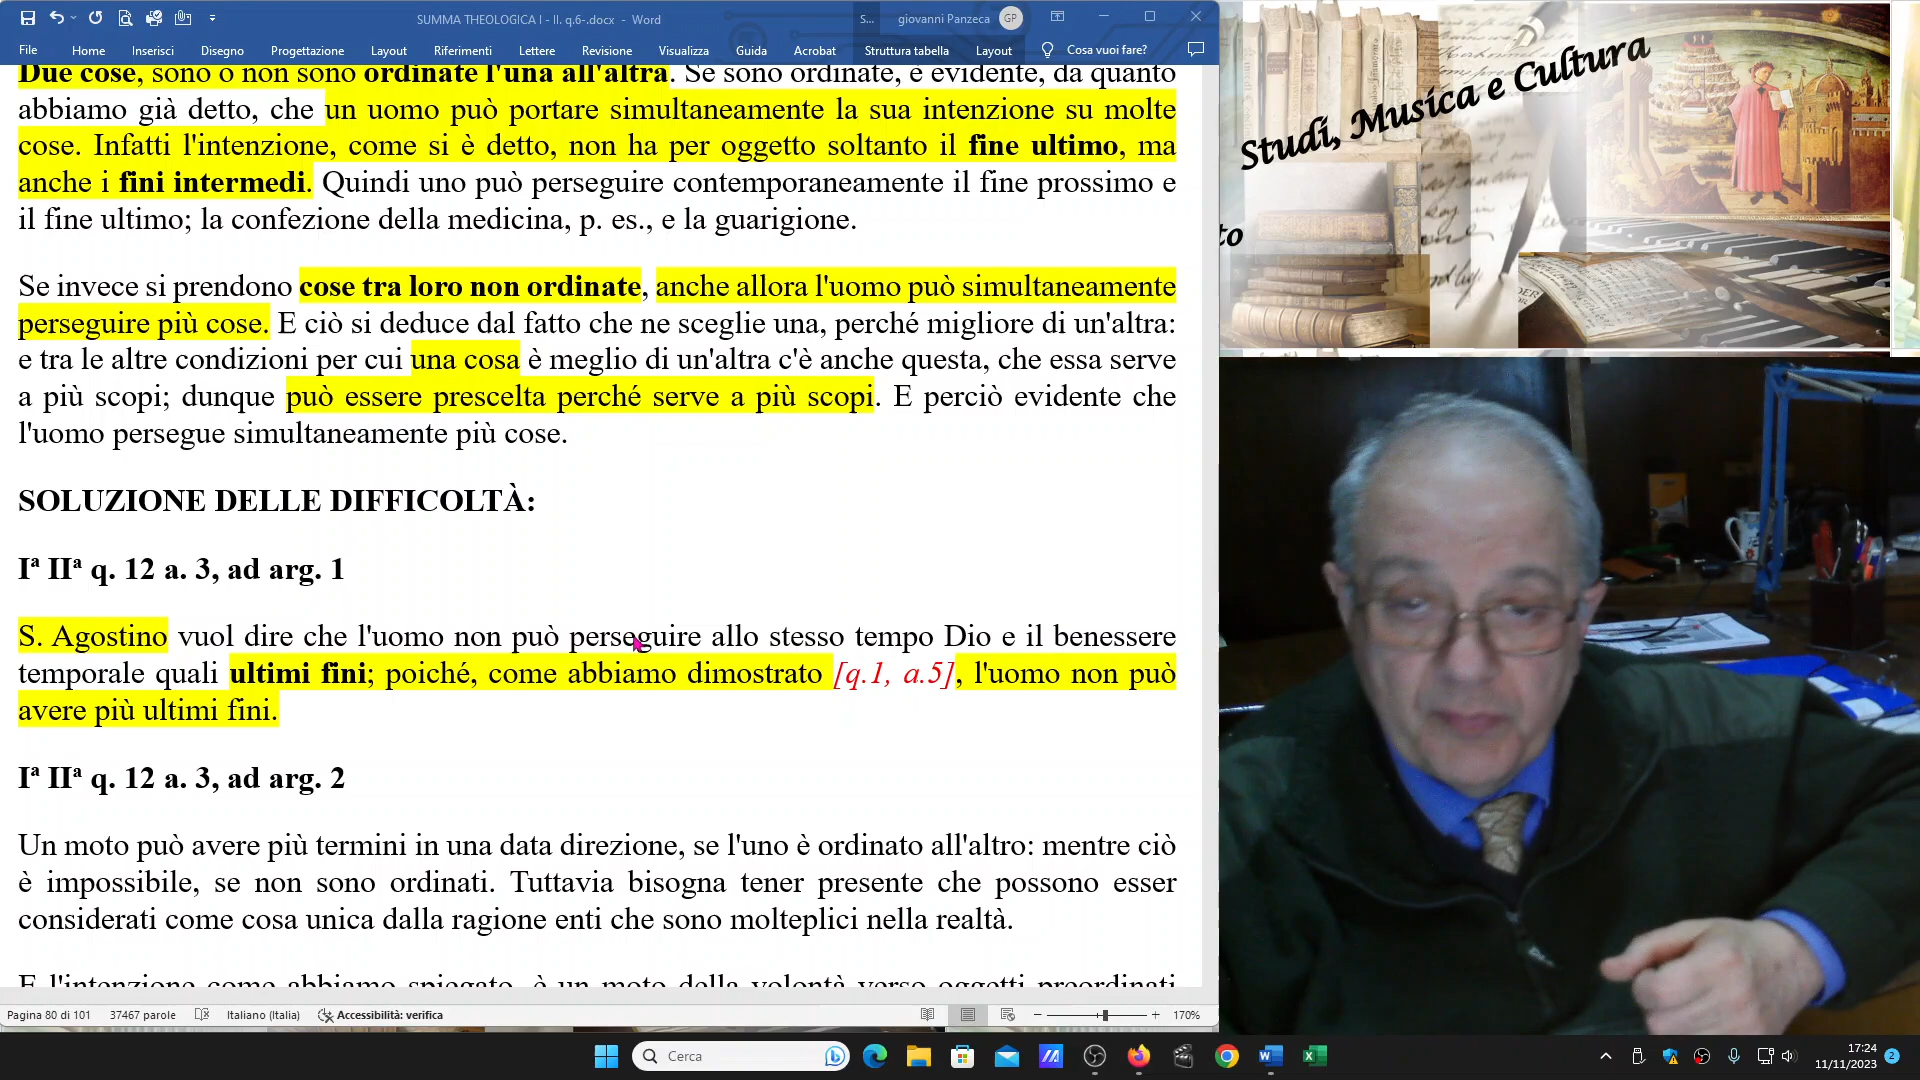 SUMMA THEOLOGICA I - II. q.6-.docx - Word
S...
giovanni Panzeca
GP
File Home Inserisci Disegno Progettazione Layout Riferimenti Lettere Revisione Visualizza Guida Acrobat Struttura tabella Layout Cosa vuoi fare?
Due cose, sono o non sono ordinate l'una all'altra. Se sono ordinate, è evidente, da quanto
abbiamo già detto, che un uomo può portare simultaneamente la sua intenzione su molte
cose. Infatti l'intenzione, come si è detto, non ha per oggetto soltanto il fine ultimo, ma
anche i fini intermedi. Quindi uno può perseguire contemporaneamente il fine prossimo e
il fine ultimo; la confezione della medicina, p. es., e la guarigione.
Se invece si prendono cose tra loro non ordinate, anche allora l'uomo può simultaneamente
perseguire più cose. E ciò si deduce dal fatto che ne sceglie una, perché migliore di un'altra:
e tra le altre condizioni per cui una cosa è meglio di un'altra c'è anche questa, che essa serve
a più scopi; dunque può essere prescelta perché serve a più scopi. E perciò evidente che
l'uomo persegue simultaneamente più cose.
SOLUZIONE DELLE DIFFICOLTÀ:
Iª IIª q. 12 a. 3, ad arg. 1
S. Agostino vuol dire che l'uomo non può perseguire allo stesso tempo Dio e il benessere
temporale quali ultimi fini; poiché, come abbiamo dimostrato [q.1, a.5], l'uomo non può
avere più ultimi fini.
Iª IIª q. 12 a. 3, ad arg. 2
Un moto può avere più termini in una data direzione, se l'uno è ordinato all'altro: mentre ciò
è impossibile, se non sono ordinati. Tuttavia bisogna tener presente che possono esser
considerati come cosa unica dalla ragione enti che sono molteplici nella realtà.
E l'intenzione come abbiamo spiegato, è un moto della volontà verso oggetti preordinati
Pagina 80 di 101 37467 parole Italiano (Italia) Accessibilità: verifica 170%
Studi, Musica e Cultura
to
Cerca
17:24
11/11/2023
2